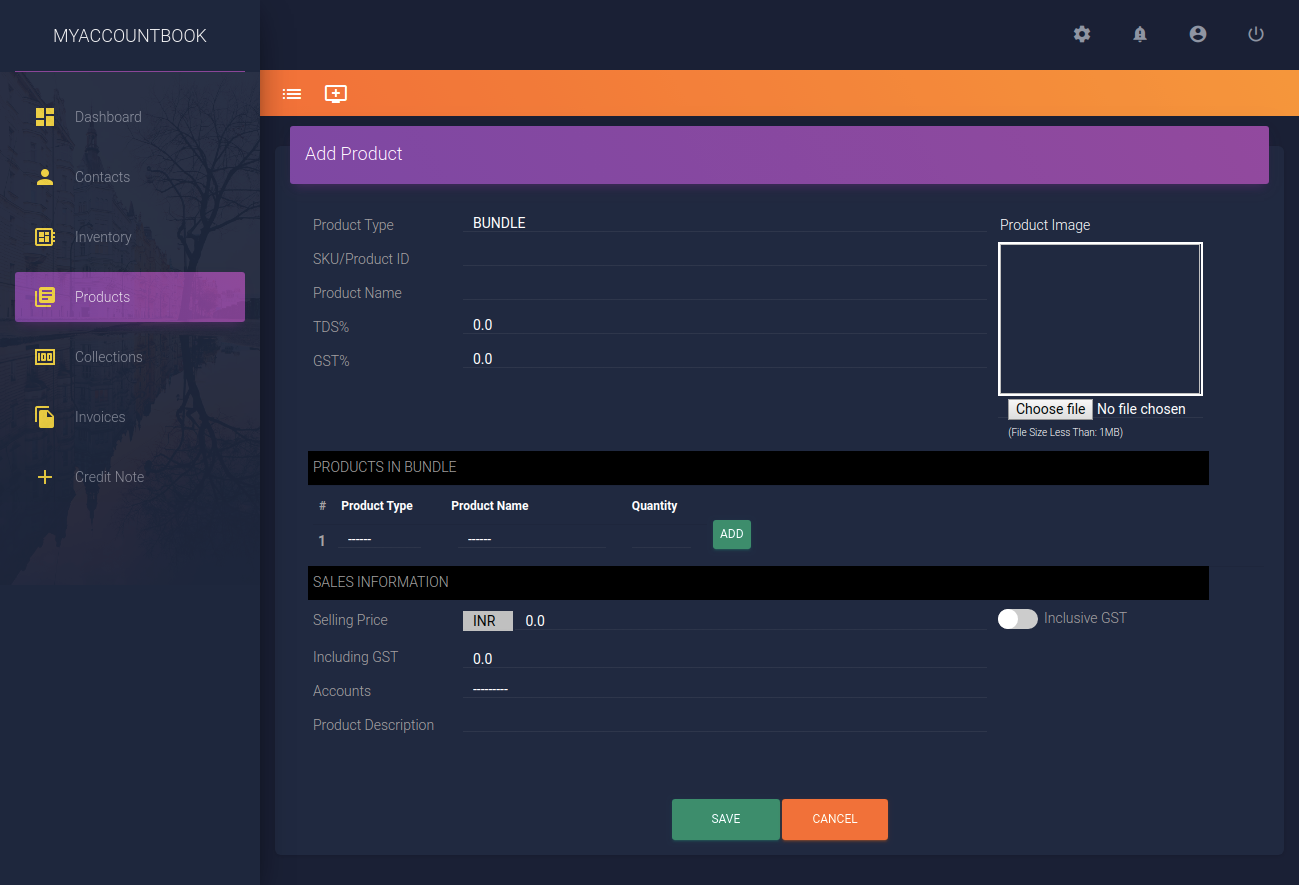 MYACCOUNTBOOK
Dashboard
Contacts
Inventory
Products
Collections
Invoices
Credit Note
Add Product
Product Type BUNDLE
SKU/Product ID
Product Name
TDS% 0.0
GST% 0.0
Product Image
Choose file No file chosen
(File Size Less Than: 1MB)
PRODUCTS IN BUNDLE
# Product Type Product Name Quantity
1 ------ ------ ADD
SALES INFORMATION
Selling Price INR 0.0 Inclusive GST
Including GST 0.0
Accounts ---------
Product Description
SAVE CANCEL